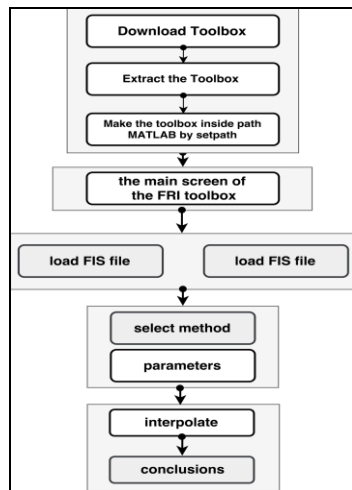 Download Toolbox
Extract the Toolbox
Make the toolbox inside path
MATLAB by setpath
the main screen of
the FRI toolbox
load FIS file
load FIS file
select method
parameters
interpolate
conclusions